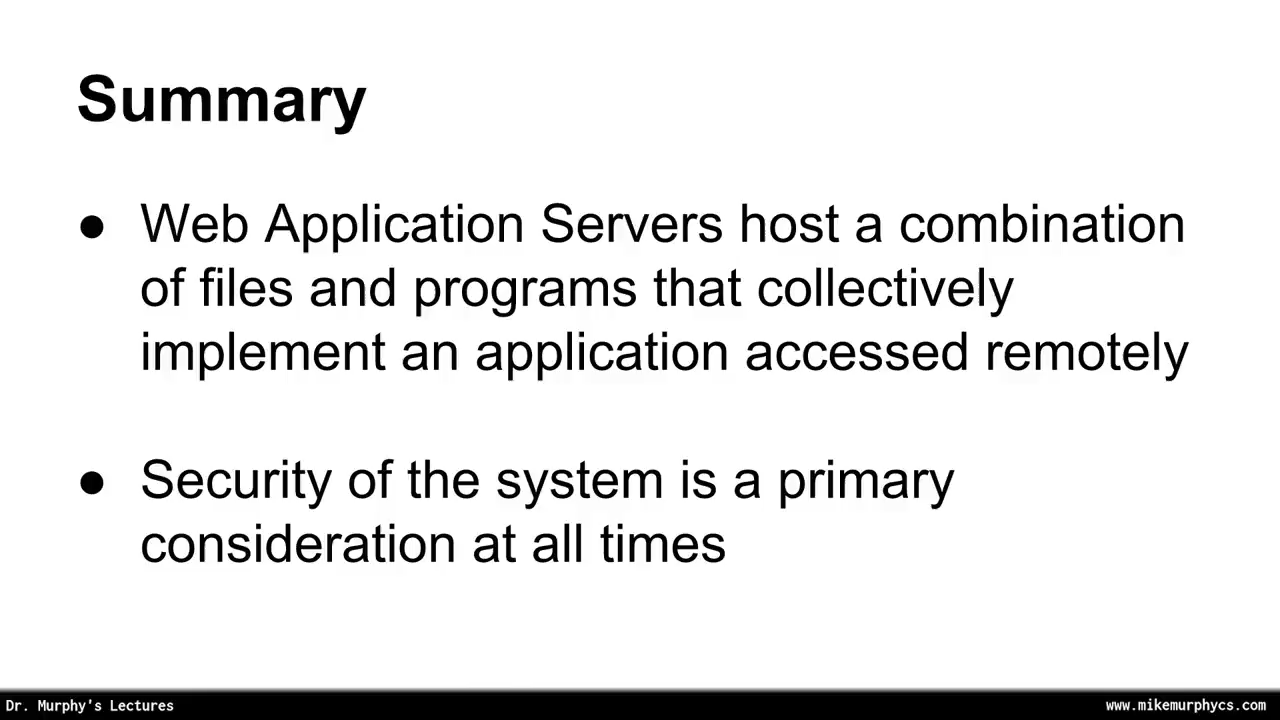 Summary
● Web Application Servers host a combination
of files and programs that collectively
implement an application accessed remotely
● Security of the system is a primary
consideration at all times
Dr. Murphy's Lectures
www.mikemurphycs.com